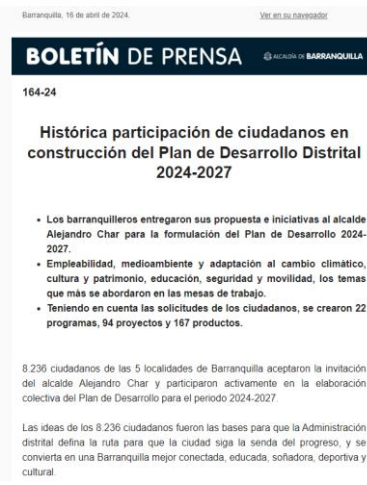 Barranquilla, 16 de abril de 2024.
Ver en su navegador
BOLETÍN DE PRENSA
ALCALDÍA DE BARRANQUILLA
164-24
Histórica participación de ciudadanos en
construcción del Plan de Desarrollo Distrital
2024-2027
• Los barranquilleros entregaron sus propuesta e iniciativas al alcalde
Alejandro Char para la formulación del Plan de Desarrollo 2024-
2027.
• Empleabilidad, medioambiente y adaptación al cambio climático,
cultura y patrimonio, educación, seguridad y movilidad, los temas
que más se abordaron en las mesas de trabajo.
• Teniendo en cuenta las solicitudes de los ciudadanos, se crearon 22
programas, 94 proyectos y 167 productos.
8.236 ciudadanos de las 5 localidades de Barranquilla aceptaron la invitación
del alcalde Alejandro Char y participaron activamente en la elaboración
colectiva del Plan de Desarrollo para el periodo 2024-2027.
Las ideas de los 8.236 ciudadanos fueron las bases para que la Administración
distrital defina la ruta para que la ciudad siga la senda del progreso, y se
convierta en una Barranquilla mejor conectada, educada, soñadora, deportiva y
cultural.